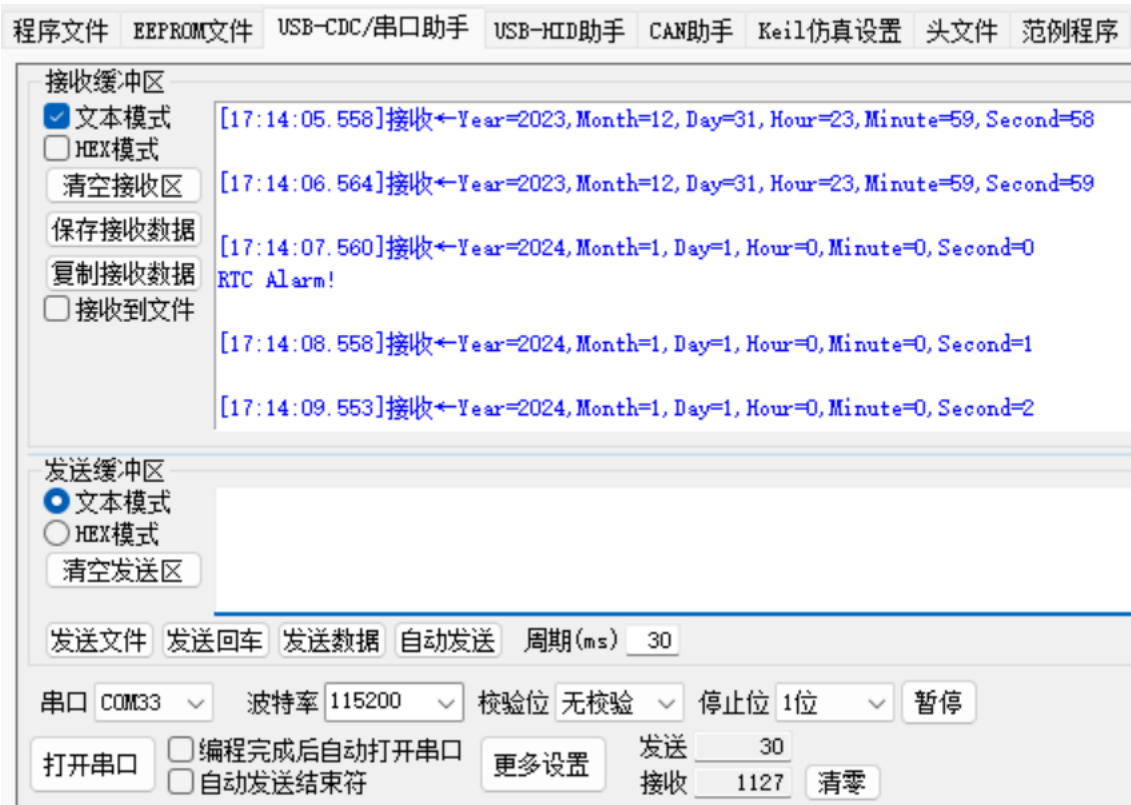 程序文件 EEPROM文件 USB-CDC/串口助手 USB-HID助手 CAN助手 Keil仿真设置 头文件 范例程序
接收缓冲区
文本模式
HEX模式
清空接收区
保存接收数据
复制接收数据
接收到文件
[17:14:05.558]接收←Year=2023,Month=12,Day=31,Hour=23,Minute=59,Second=58
[17:14:06.564]接收←Year=2023,Month=12,Day=31,Hour=23,Minute=59,Second=59
[17:14:07.560]接收←Year=2024,Month=1,Day=1,Hour=0,Minute=0,Second=0
RTC Alarm!
[17:14:08.558]接收←Year=2024,Month=1,Day=1,Hour=0,Minute=0,Second=1
[17:14:09.553]接收←Year=2024,Month=1,Day=1,Hour=0,Minute=0,Second=2
发送缓冲区
文本模式
HEX模式
清空发送区
发送文件 发送回车 发送数据 自动发送 周期(ms) 30
串口 COM33 波特率 115200 校验位 无校验 停止位 1位 暂停
打开串口
编程完成后自动打开串口
自动发送结束符
更多设置
发送 30
接收 1127 清零